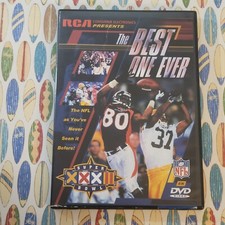 RCA
PRESENTS
The BEST
ONE EVER
80
32
The NFL
as You've
Never
Seen it
Before!
SUPER
XXXII
BOWL
NFL
DVD
VIDEO